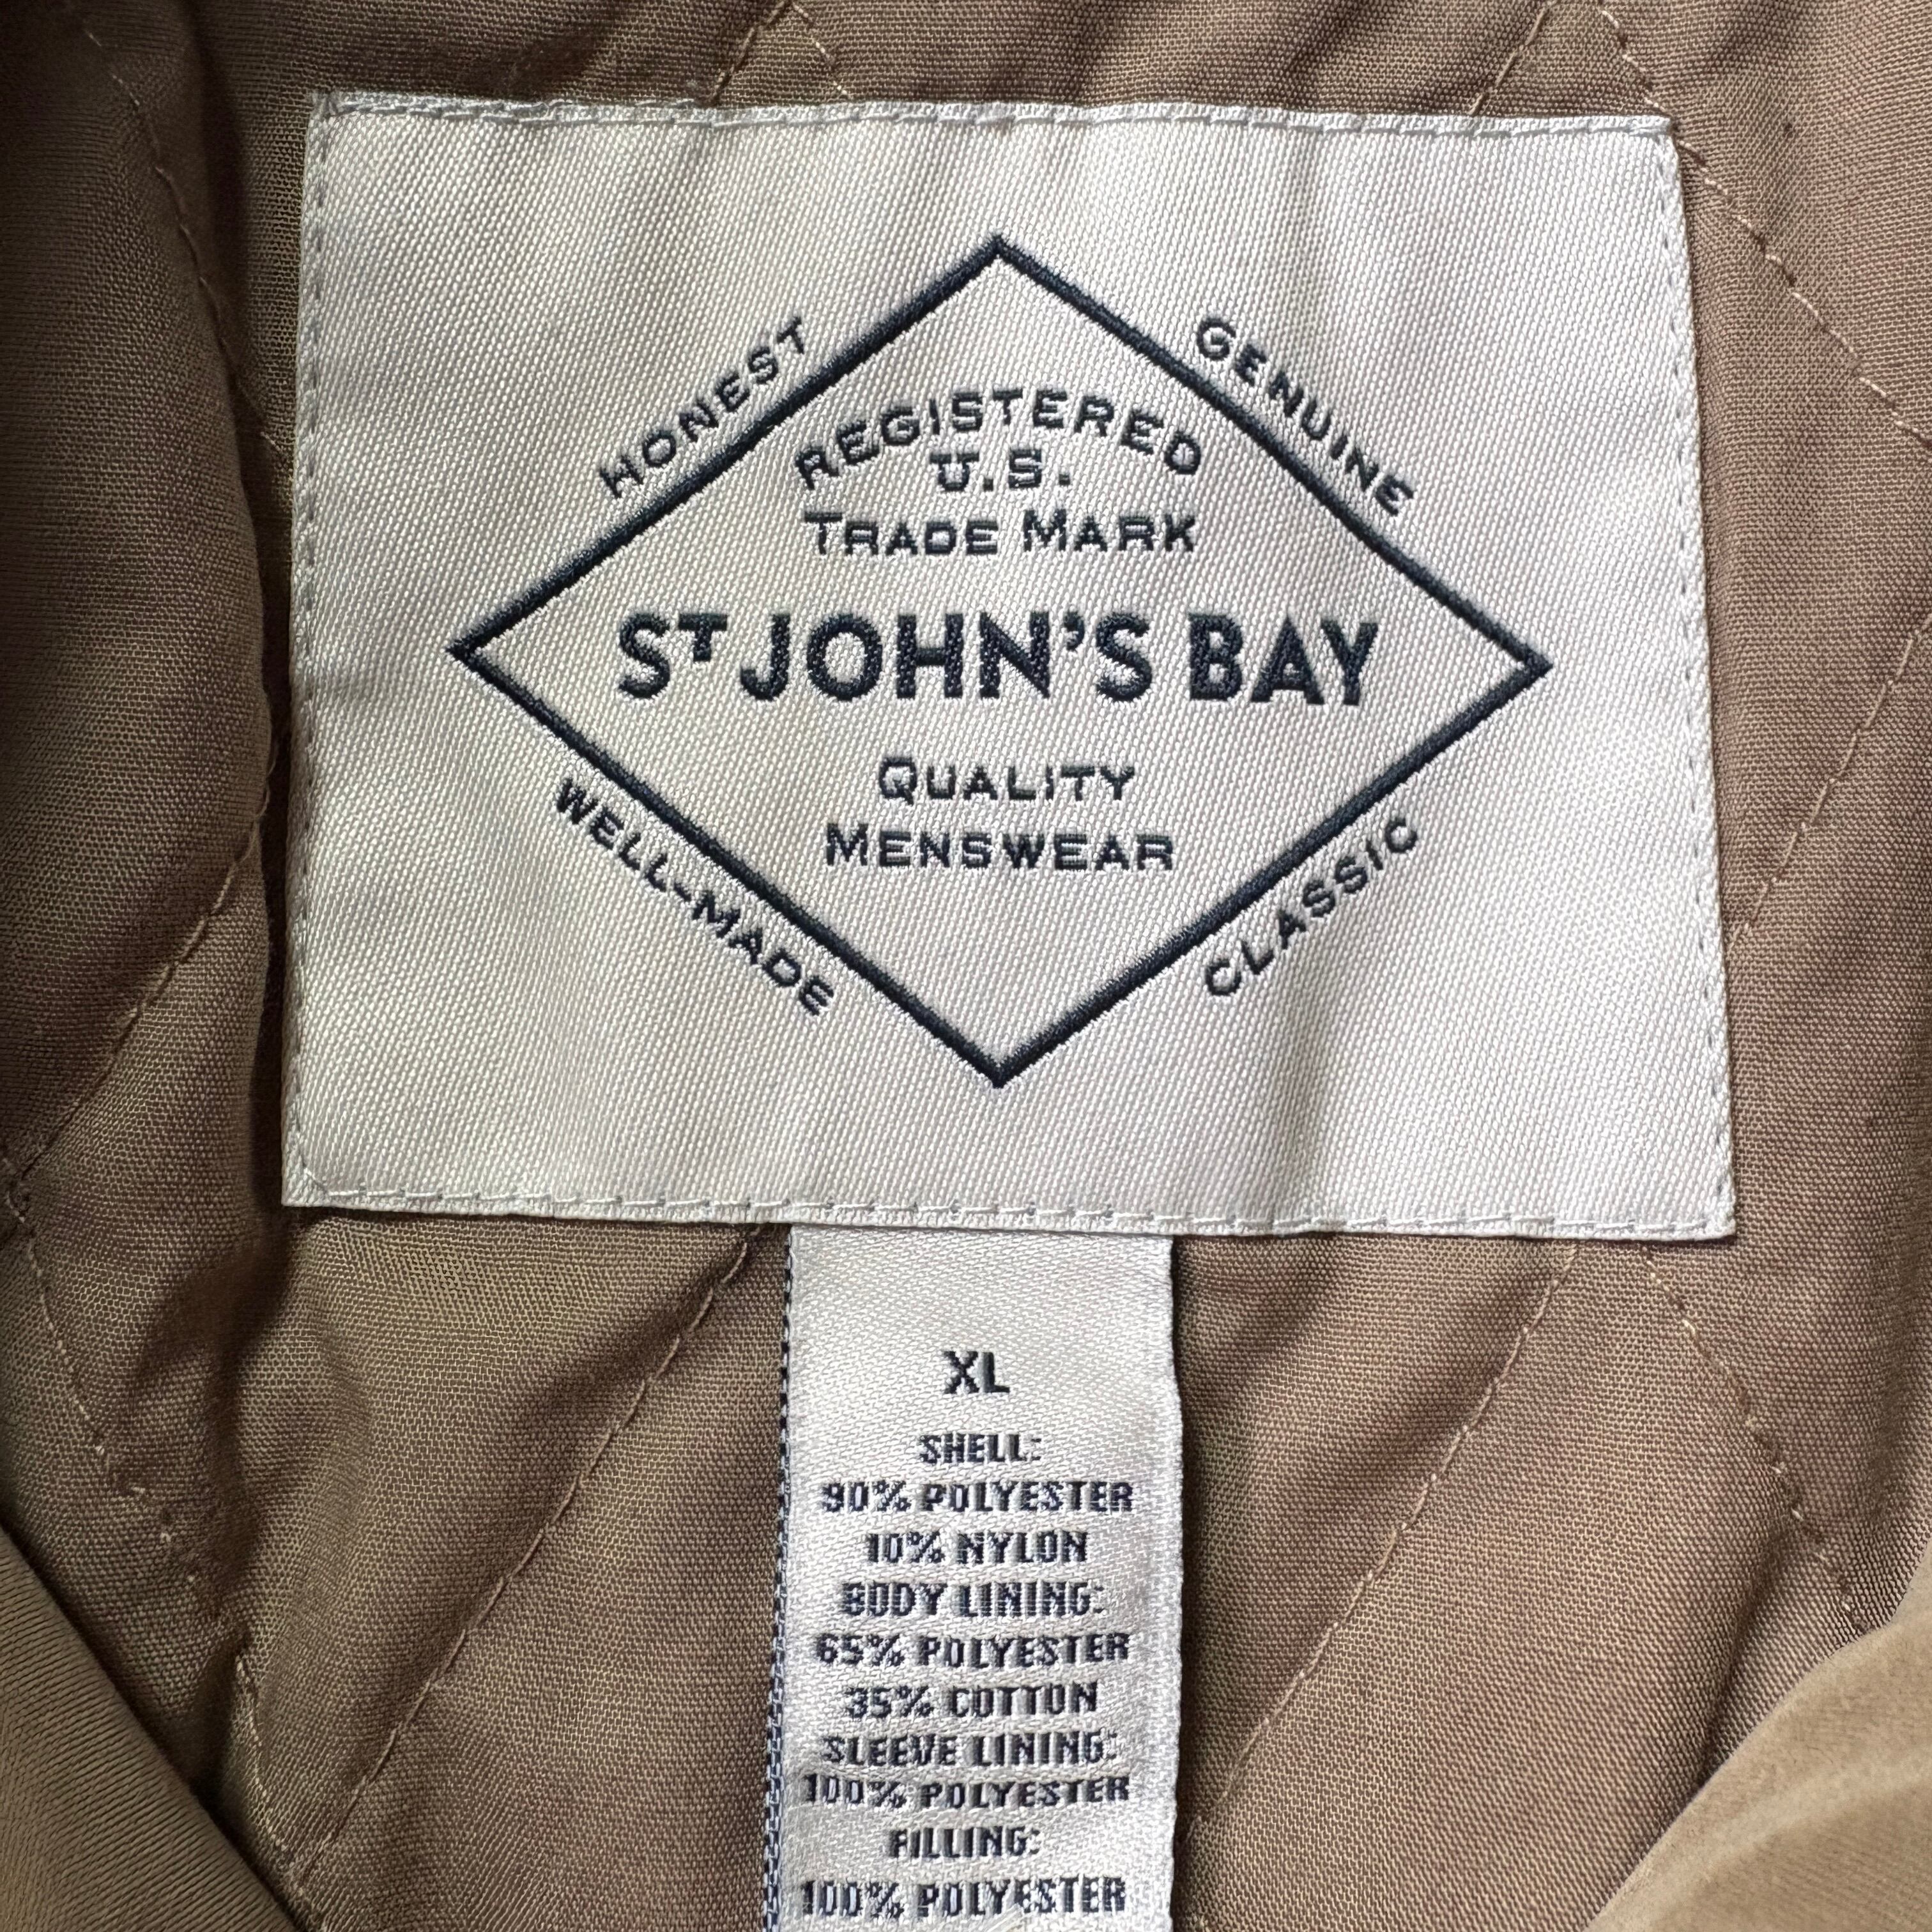 HONEST
GENUINE
REGISTERED
U.S.
TRADE MARK
ST JOHN'S BAY
QUALITY
MENSWEAR
WELL-MADE
CLASSIC
XL
SHELL:
90% POLYESTER
10% NYLON
BODY LINING:
65% POLYESTER
35% COTTON
SLEEVE LINING:
100% POLYESTER
FILLING:
100% POLYESTER